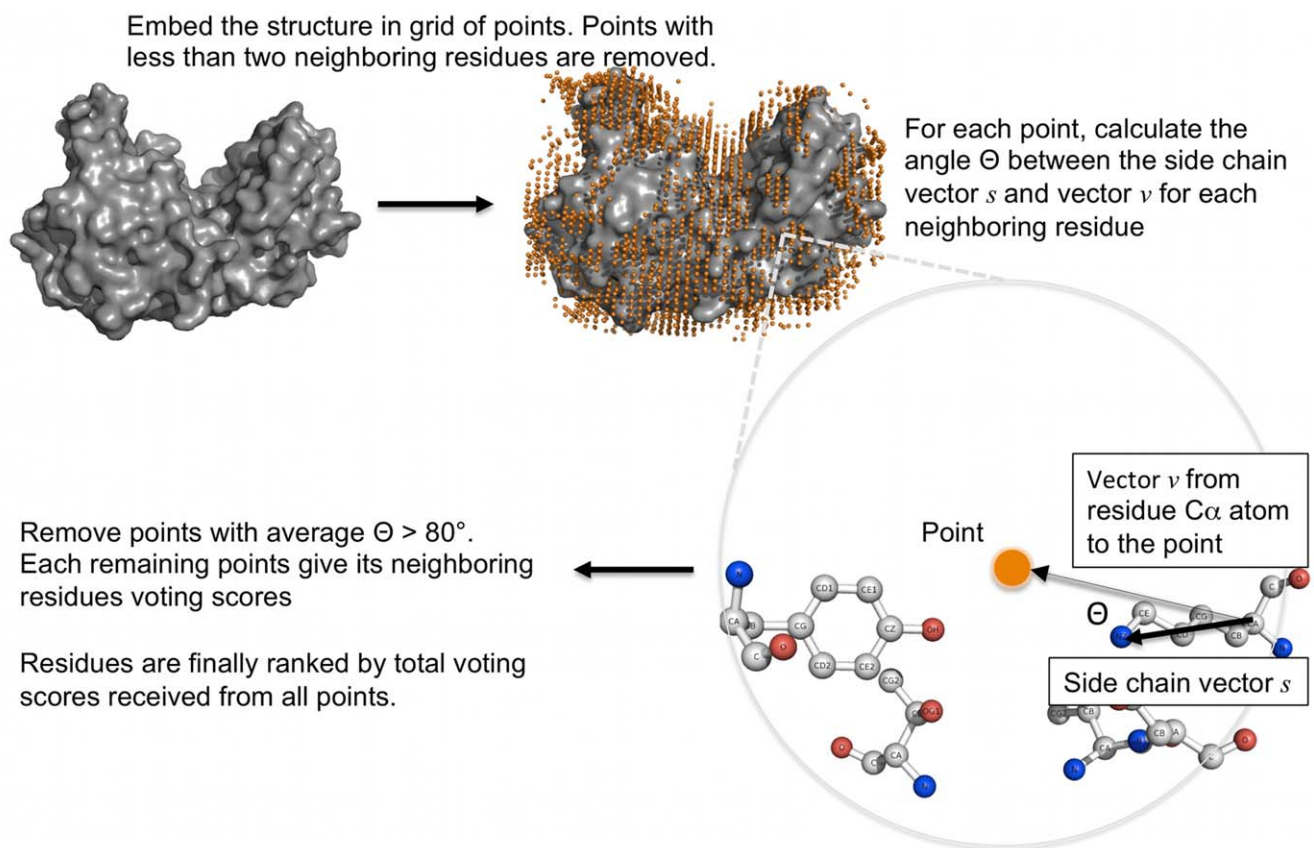 Embed the structure in grid of points. Points with
less than two neighboring residues are removed.
For each point, calculate the
angle Θ between the side chain
vector s and vector v for each
neighboring residue
Vector v from
residue Cα atom
to the point
Point
Θ
Side chain vector s
Remove points with average Θ > 80°.
Each remaining points give its neighboring
residues voting scores
Residues are finally ranked by total voting
scores received from all points.
N
CA
CG
CD1
CE1
CZ
OH
CD2
CE2
C
O
CG2
OG1
CA
C
O
CE
CG
CB
CA
C
CB
CA
N
CB
C
O